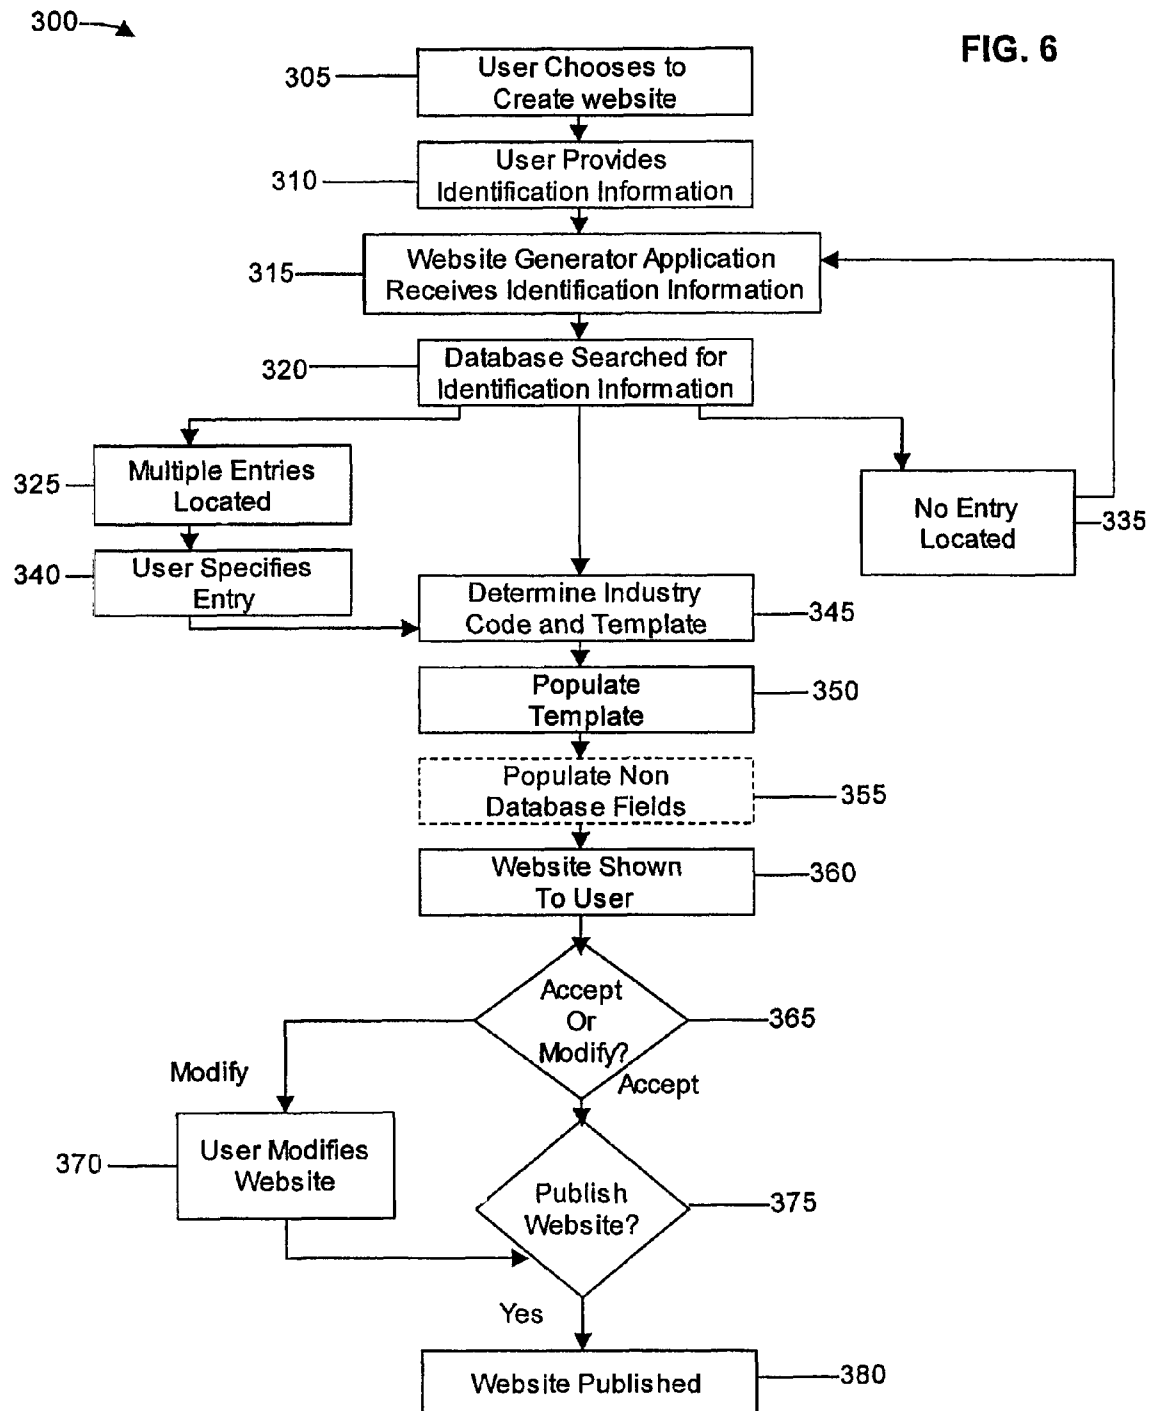 300
FIG. 6
305
User Chooses to
Create website
310
User Provides
Identification Information
315
Website Generator Application
Receives Identification Information
320
Database Searched for
Identification Information
325
Multiple Entries
Located
No Entry
Located
335
340
User Specifies
Entry
Determine Industry
Code and Template
345
Populate
Template
350
Populate Non
Database Fields
355
Website Shown
To User
360
Accept
Or
Modify?
365
Modify
Accept
370
User Modifies
Website
Publish
Website?
375
Yes
Website Published
380